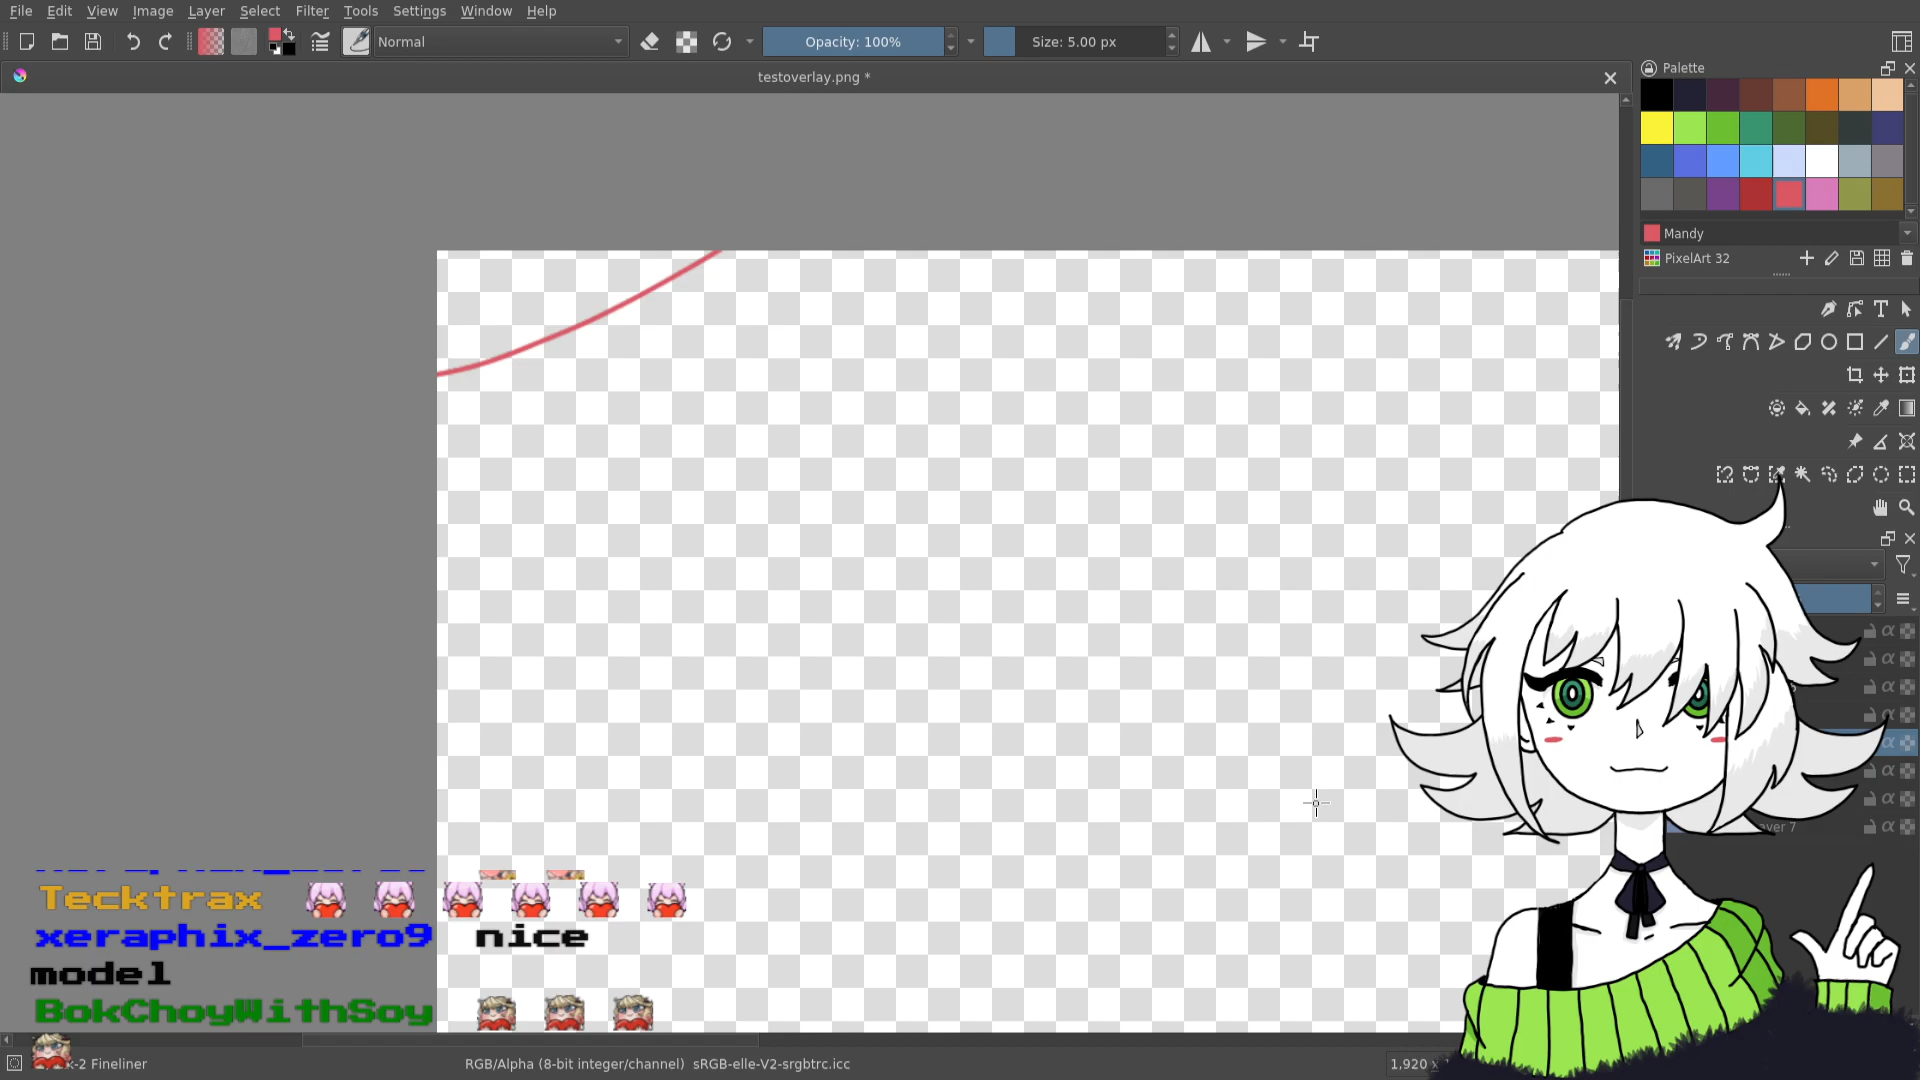 File Edit View Image Layer Select Filter Tools Settings Window Help
Normal
Opacity: 100%
Size: 5.00 px
testoverlay.png *
Palette
Mandy
PixelArt 32
Tecktrax
xeraphix_zero9 nice
model
BokChoyWithSoy
-2 Fineliner
RGB/Alpha (8-bit integer/channel) sRGB-elle-V2-srgbtrc.icc
1,920